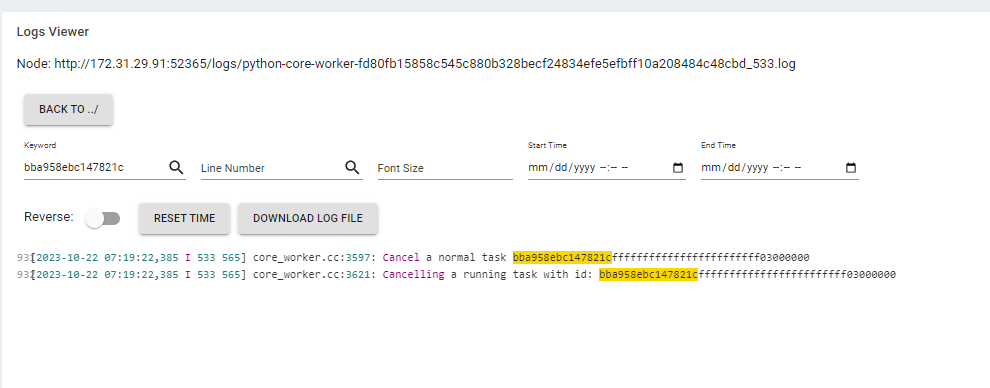 Logs Viewer
Node: http://172.31.29.91:52365/logs/python-core-worker-fd80fb15858c545c880b328becf24834efe5efbff10a208484c48cbd_533.log
BACK TO ../
Keyword Start Time End Time
bba958ebc147821c Line Number Font Size mm/dd/yyyy --:-- -- mm/dd/yyyy --:-- --
Reverse: RESET TIME DOWNLOAD LOG FILE
[2023-10-22 07:19:22,385 I 533 565] core_worker.cc:3597: Cancel a normal task bba958ebc147821cffffffffffffffffffffffff03000000
932[2023-10-22 07:19:22,385 I 533 565] core_worker.cc:3621: Cancelling a running task with id: bba958ebc147821cffffffffffffffffffffffff03000000